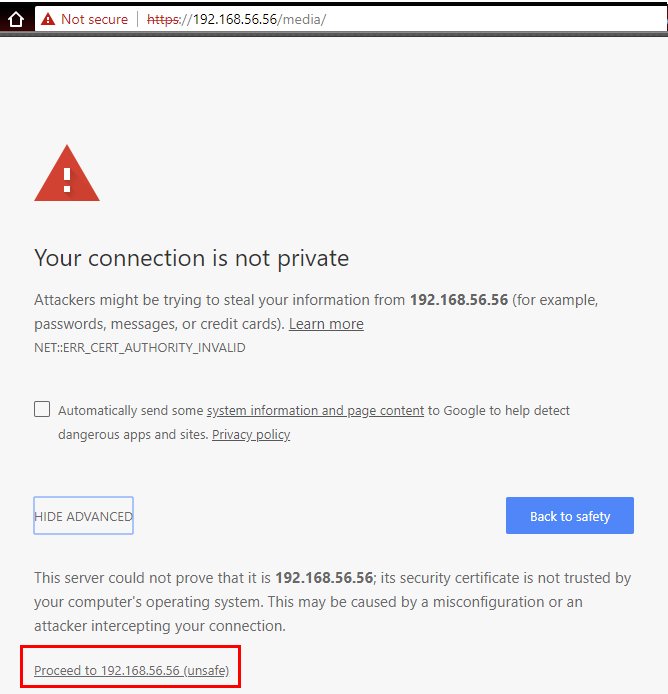 Not secure | https://192.168.56.56/media/
Your connection is not private
Attackers might be trying to steal your information from 192.168.56.56 (for example,
passwords, messages, or credit cards). Learn more
NET::ERR_CERT_AUTHORITY_INVALID
Automatically send some system information and page content to Google to help detect
dangerous apps and sites. Privacy policy
HIDE ADVANCED
Back to safety
This server could not prove that it is 192.168.56.56; its security certificate is not trusted by
your computer's operating system. This may be caused by a misconfiguration or an
attacker intercepting your connection.
Proceed to 192.168.56.56 (unsafe)